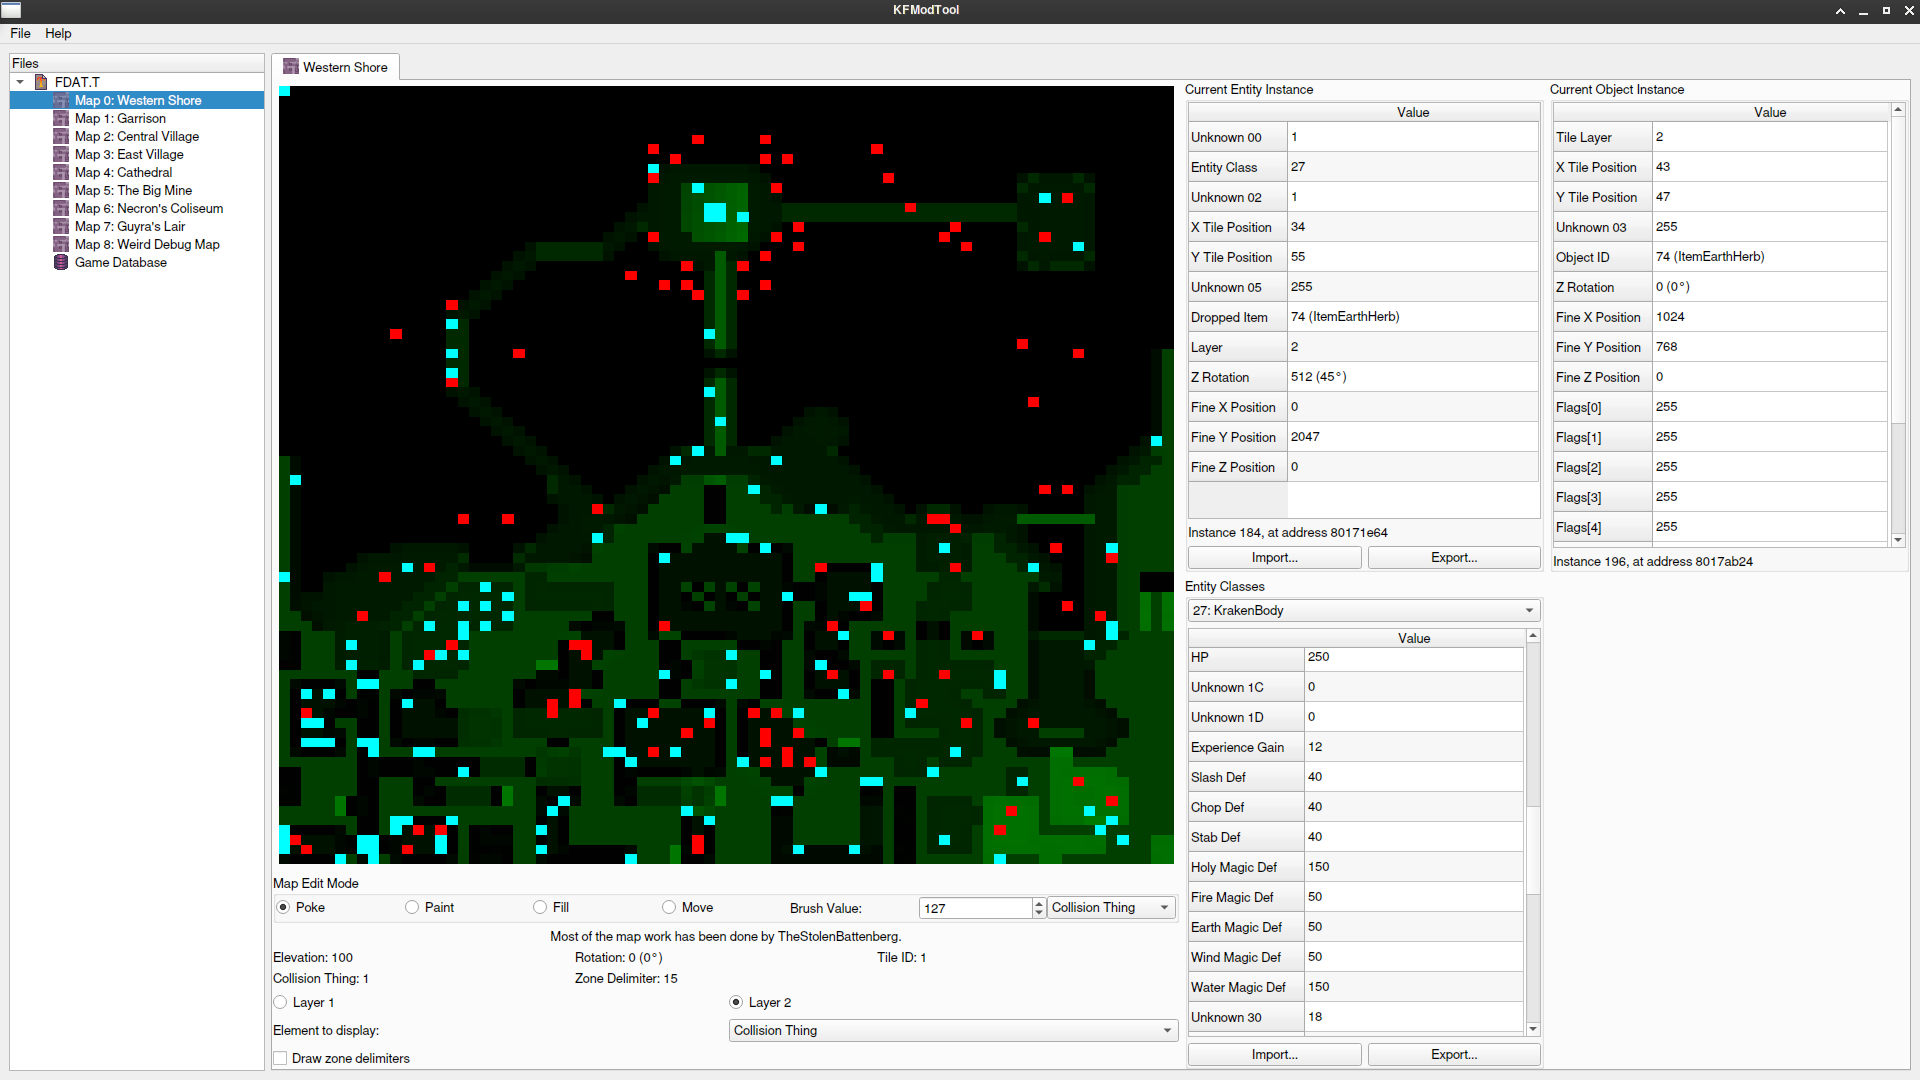 KFModTool
File Help
Files
FDAT.T
Map 0: Western Shore
Map 1: Garrison
Map 2: Central Village
Map 3: East Village
Map 4: Cathedral
Map 5: The Big Mine
Map 6: Necron's Coliseum
Map 7: Guyra's Lair
Map 8: Weird Debug Map
Game Database
Western Shore
Map Edit Mode
Poke Paint Fill Move Brush Value: 127 Collision Thing
Most of the map work has been done by TheStolenBattenberg.
Elevation: 100 Rotation: 0 (0°) Tile ID: 1
Collision Thing: 1 Zone Delimiter: 15
Layer 1 Layer 2
Element to display: Collision Thing
Draw zone delimiters
Current Entity Instance
Value
Unknown 00 1
Entity Class 27
Unknown 02 1
X Tile Position 34
Y Tile Position 55
Unknown 05 255
Dropped Item 74 (ItemEarthHerb)
Layer 2
Z Rotation 512 (45°)
Fine X Position 0
Fine Y Position 2047
Fine Z Position 0
Instance 184, at address 80171e64
Import... Export...
Entity Classes
27: KrakenBody
Value
HP 250
Unknown 1C 0
Unknown 1D 0
Experience Gain 12
Slash Def 40
Chop Def 40
Stab Def 40
Holy Magic Def 150
Fire Magic Def 50
Earth Magic Def 50
Wind Magic Def 50
Water Magic Def 150
Unknown 30 18
Import... Export...
Current Object Instance
Value
Tile Layer 2
X Tile Position 43
Y Tile Position 47
Unknown 03 255
Object ID 74 (ItemEarthHerb)
Z Rotation 0 (0°)
Fine X Position 1024
Fine Y Position 768
Fine Z Position 0
Flags[0] 255
Flags[1] 255
Flags[2] 255
Flags[3] 255
Flags[4] 255
Instance 196, at address 8017ab24